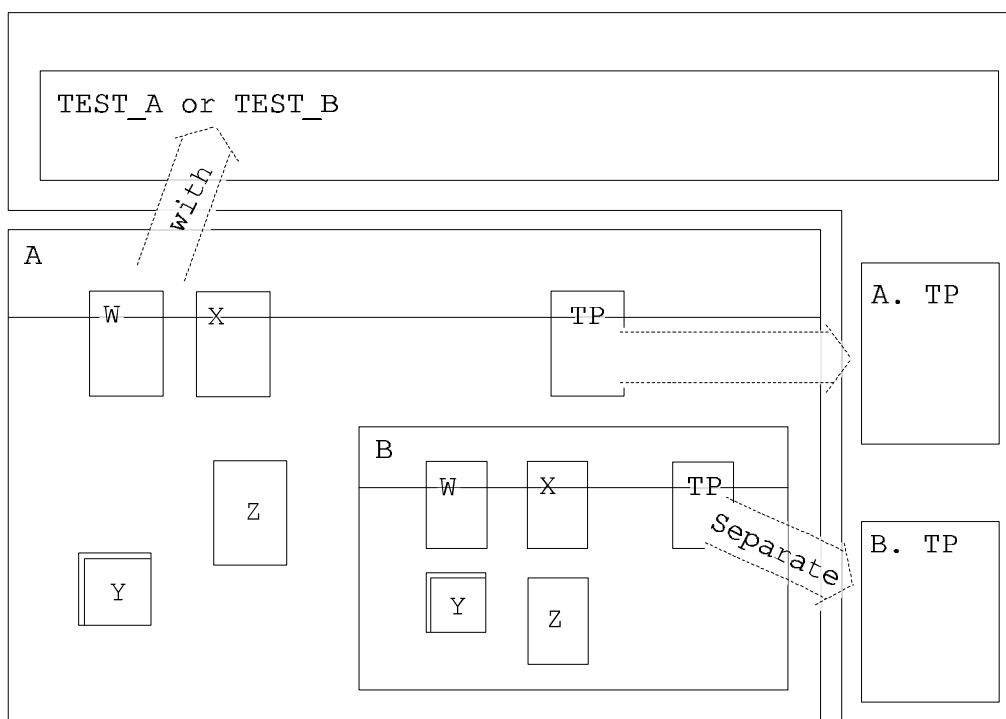 TEST_A or TEST_B
with
A
W
X
TP
A. TP
B
W
X
TP
Separate
B. TP
Z
Y
Y
Z